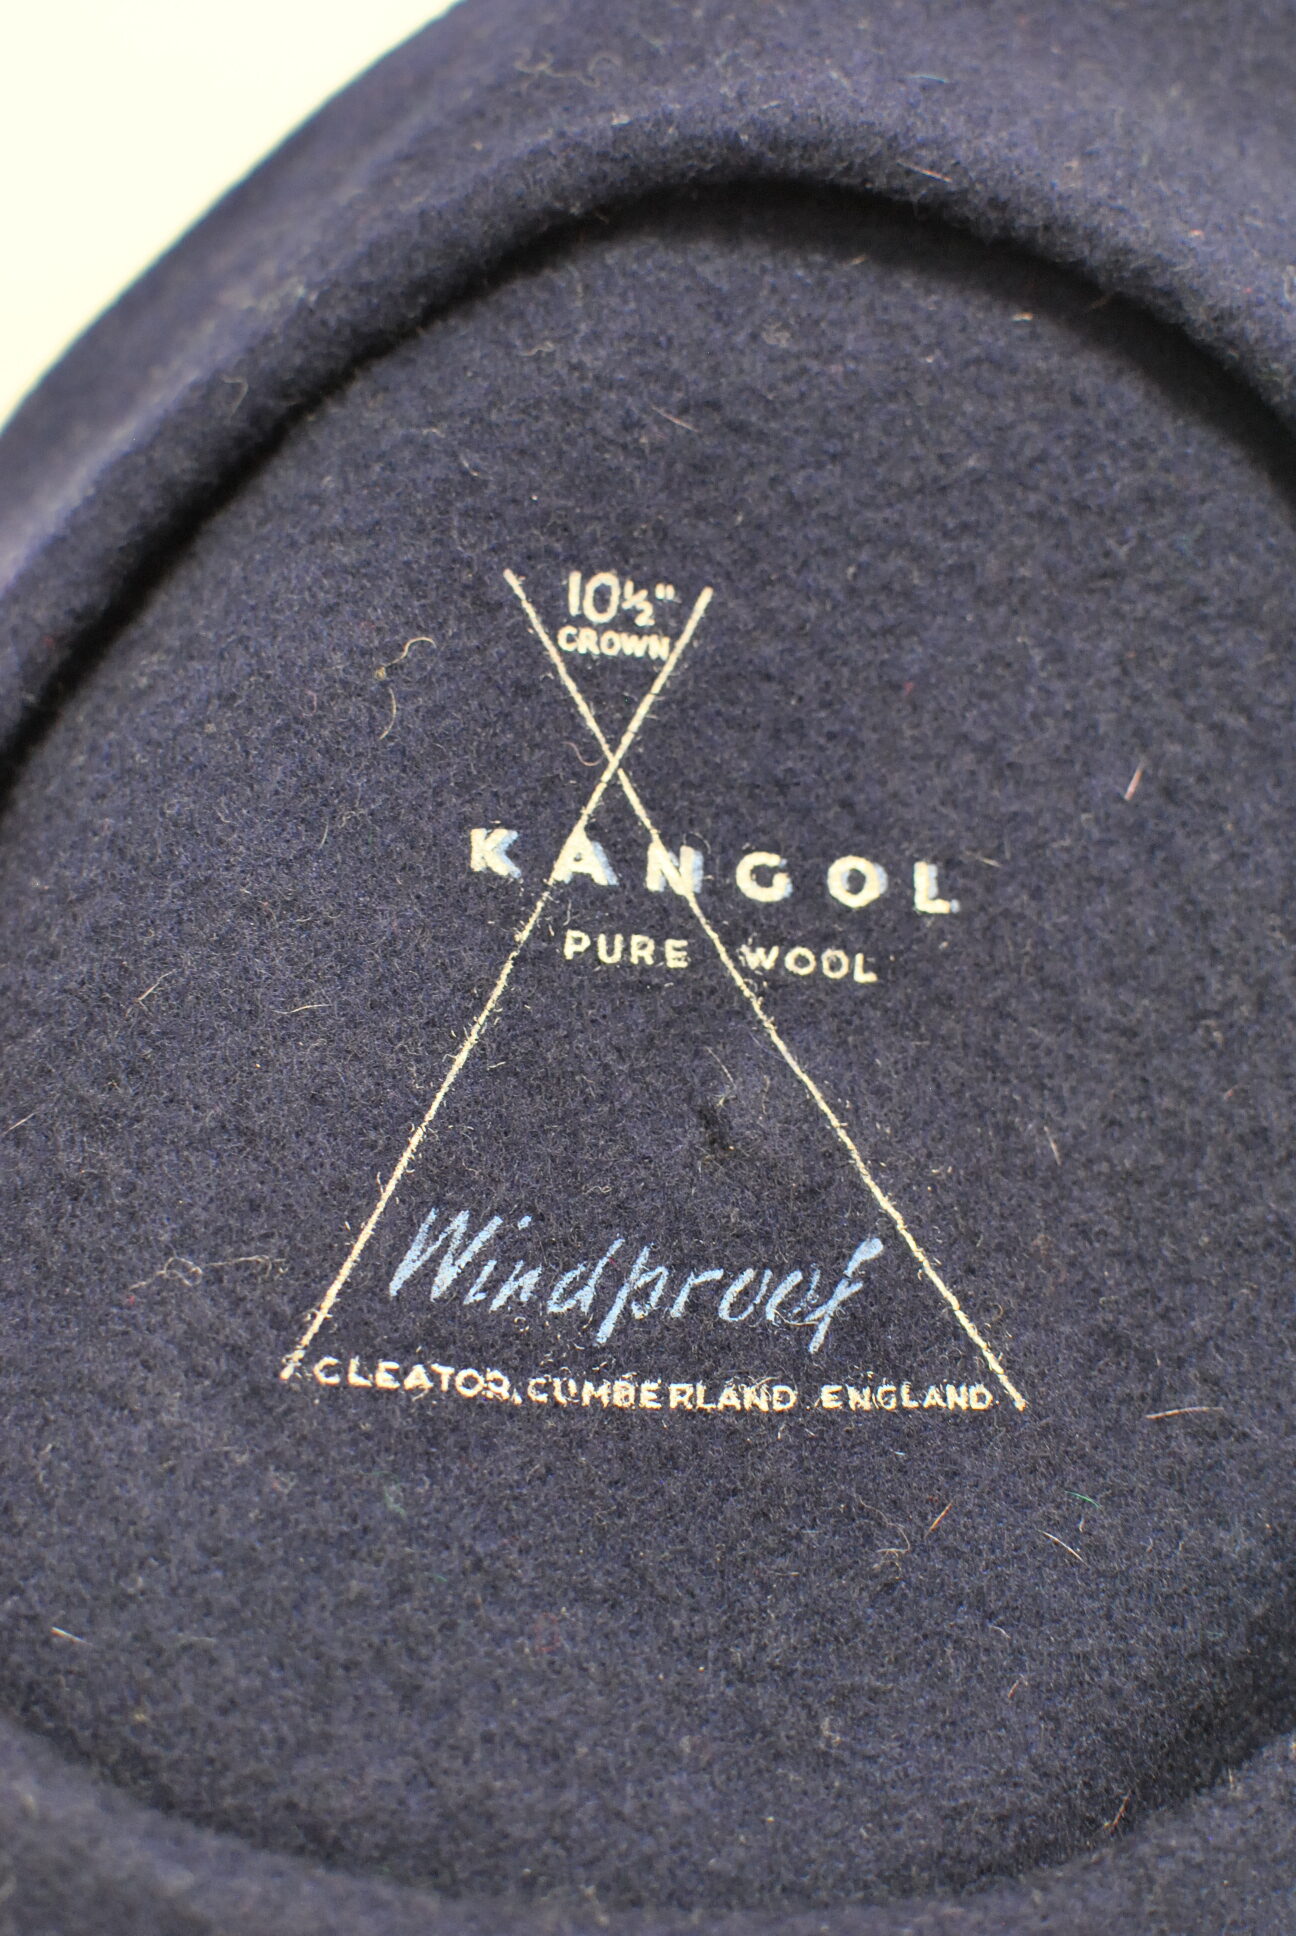 10½"
CROWN
KANGOL
PURE WOOL
Windproof
CLEATOR, CUMBERLAND ENGLAND